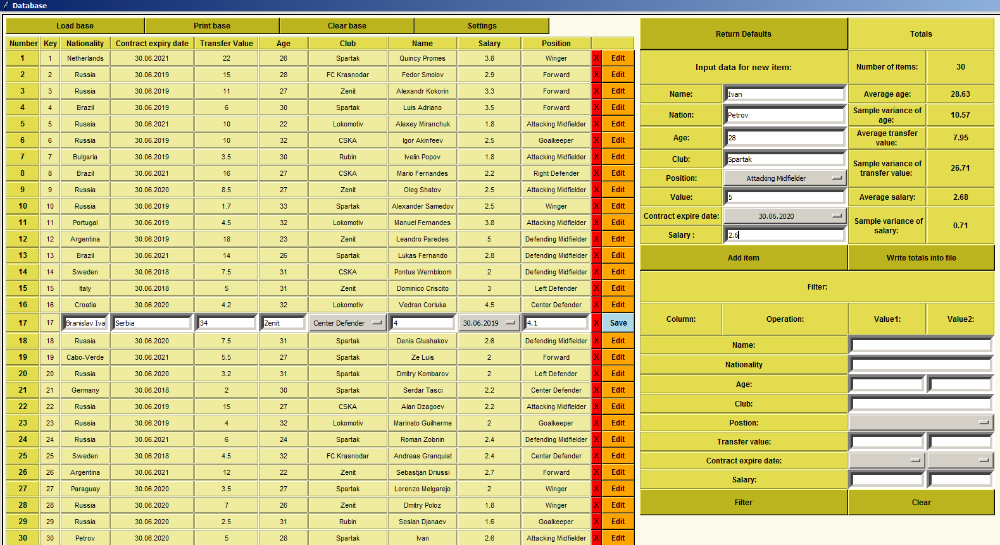 Database
Load base Print base Clear base Settings
Number Key Nationality Contract expiry date Transfer Value Age Club Name Salary Position
1 1 Netherlands 30.06.2021 22 26 Spartak Quincy Promes 3.8 Winger X Edit
2 2 Russia 30.06.2019 15 28 FC Krasnodar Fedor Smolov 2.9 Forward X Edit
3 3 Russia 30.06.2019 11 27 Zenit Alexandr Kokorin 3.3 Forward X Edit
4 4 Brazil 30.06.2019 6 30 Spartak Luis Adriano 3.5 Forward X Edit
5 5 Russia 30.06.2021 10 22 Lokomotiv Alexey Miranchuk 1.8 Attacking Midfielder X Edit
6 6 Russia 30.06.2019 10 32 CSKA Igor Akinfeev 2.5 Goalkeeper X Edit
7 7 Bulgaria 30.06.2019 3.5 30 Rubin Ivelin Popov 1.8 Attacking Midfielder X Edit
8 8 Brazil 30.06.2021 16 27 CSKA Mario Fernandes 2.2 Right Defender X Edit
9 9 Russia 30.06.2020 8.5 27 Zenit Oleg Shatov 2.5 Attacking Midfielder X Edit
10 10 Russia 30.06.2019 1.7 33 Spartak Alexander Samedov 2.5 Winger X Edit
11 11 Portugal 30.06.2019 4.5 32 Lokomotiv Manuel Fernandes 3.8 Attacking Midfielder X Edit
12 12 Argentina 30.06.2019 18 23 Zenit Leandro Paredes 5 Defending Midfielder X Edit
13 13 Brazil 30.06.2021 14 26 Spartak Lukas Fernando 2.8 Defending Midfielder X Edit
14 14 Sweden 30.06.2018 7.5 31 CSKA Pontus Wernbloom 2 Defending Midfielder X Edit
15 15 Italy 30.06.2018 5 31 Zenit Dominico Criscito 3 Left Defender X Edit
16 16 Croatia 30.06.2020 4.2 32 Lokomotiv Vedran Corluka 4.5 Center Defender X Edit
17 17 Branislav Iva Serbia 34 Zenit Center Defender 4 30.06.2019 4.1 X Save
18 18 Russia 30.06.2020 7.5 31 Spartak Denis Glushakov 2.6 Defending Midfielder X Edit
19 19 Cabo-Verde 30.06.2021 5.5 27 Spartak Ze Luis 2 Forward X Edit
20 20 Russia 30.06.2020 3.2 31 Spartak Dmitry Kombarov 2 Left Defender X Edit
21 21 Germany 30.06.2018 2 30 Spartak Serdar Tasci 2.2 Center Defender X Edit
22 22 Russia 30.06.2019 15 27 CSKA Alan Dzagoev 2.2 Attacking Midfielder X Edit
23 23 Russia 30.06.2019 4 32 Lokomotiv Marinato Guilherme 2 Goalkeeper X Edit
24 24 Russia 30.06.2021 6 24 Spartak Roman Zobnin 2.4 Defending Midfielder X Edit
25 25 Sweden 30.06.2018 4.5 32 FC Krasnodar Andreas Granquist 2.4 Center Defender X Edit
26 26 Argentina 30.06.2021 12 22 Zenit Sebastjan Driussi 2.7 Forward X Edit
27 27 Paraguay 30.06.2020 3.5 27 Spartak Lorenzo Melgarejo 2 Winger X Edit
28 28 Russia 30.06.2020 7 26 Zenit Dmitry Poloz 1.8 Winger X Edit
29 29 Russia 30.06.2020 2.5 31 Rubin Soslan Djanaev 1.6 Goalkeeper X Edit
30 30 Petrov 30.06.2020 5 28 Spartak Ivan 2.6 Attacking Midfielder X Edit
Return Defaults Totals
Input data for new item: Number of items: 30
Name: Ivan Average age: 28.63
Nation: Petrov Sample variance of age: 10.57
Age: 28 Average transfer value: 7.95
Club: Spartak Sample variance of transfer value: 26.71
Position: Attacking Midfielder
Value: 5 Average salary: 2.68
Contract expire date: 30.06.2020 Sample variance of salary: 0.71
Salary : 2.6
Add item Write totals into file
Filter:
Column: Operation: Value1: Value2:
Name:
Nationality
Age:
Club:
Postion:
Transfer value:
Contract expire date:
Salary:
Filter Clear